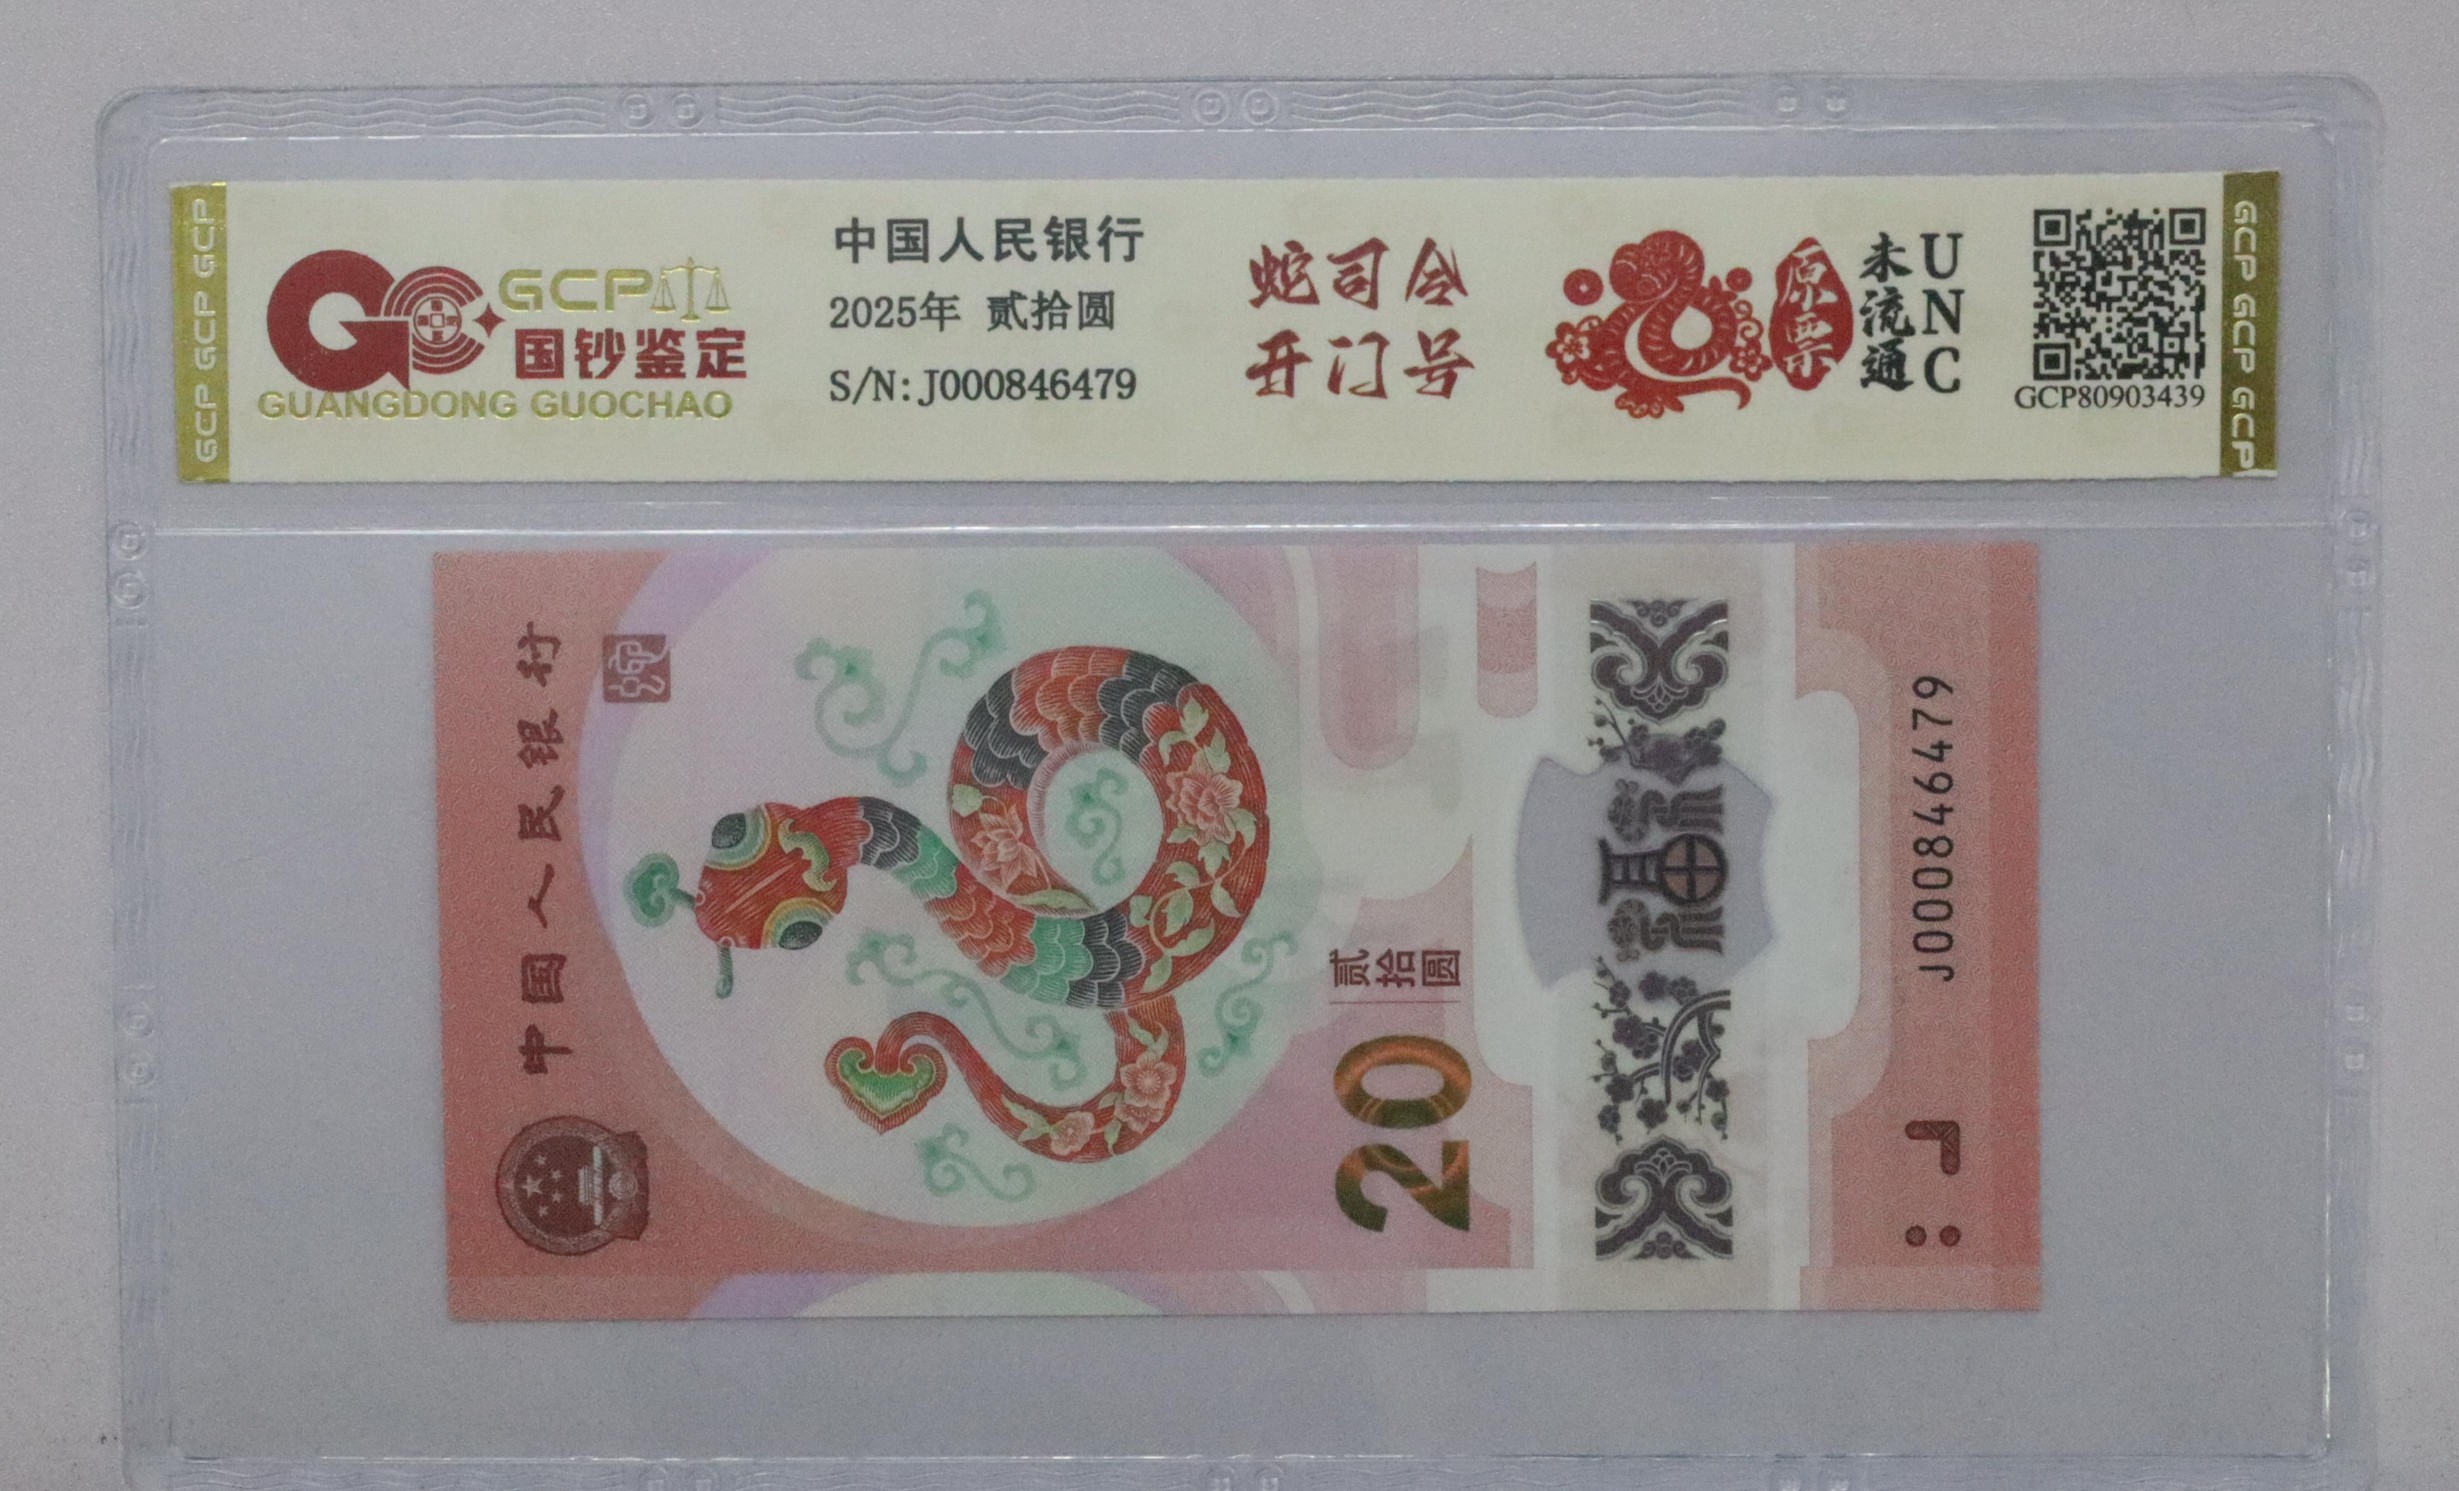 GCP GCP GCP
GCP
国钞鉴定
GUANGDONG GUOCHAO
中国人民银行
2025年 贰拾圆
S/N: J000846479
蛇司令
开门号
原票
未流通
UNC
GCP80903439
GCP GCP GCP
中国人民银行
20
贰拾圆
福
J000846479